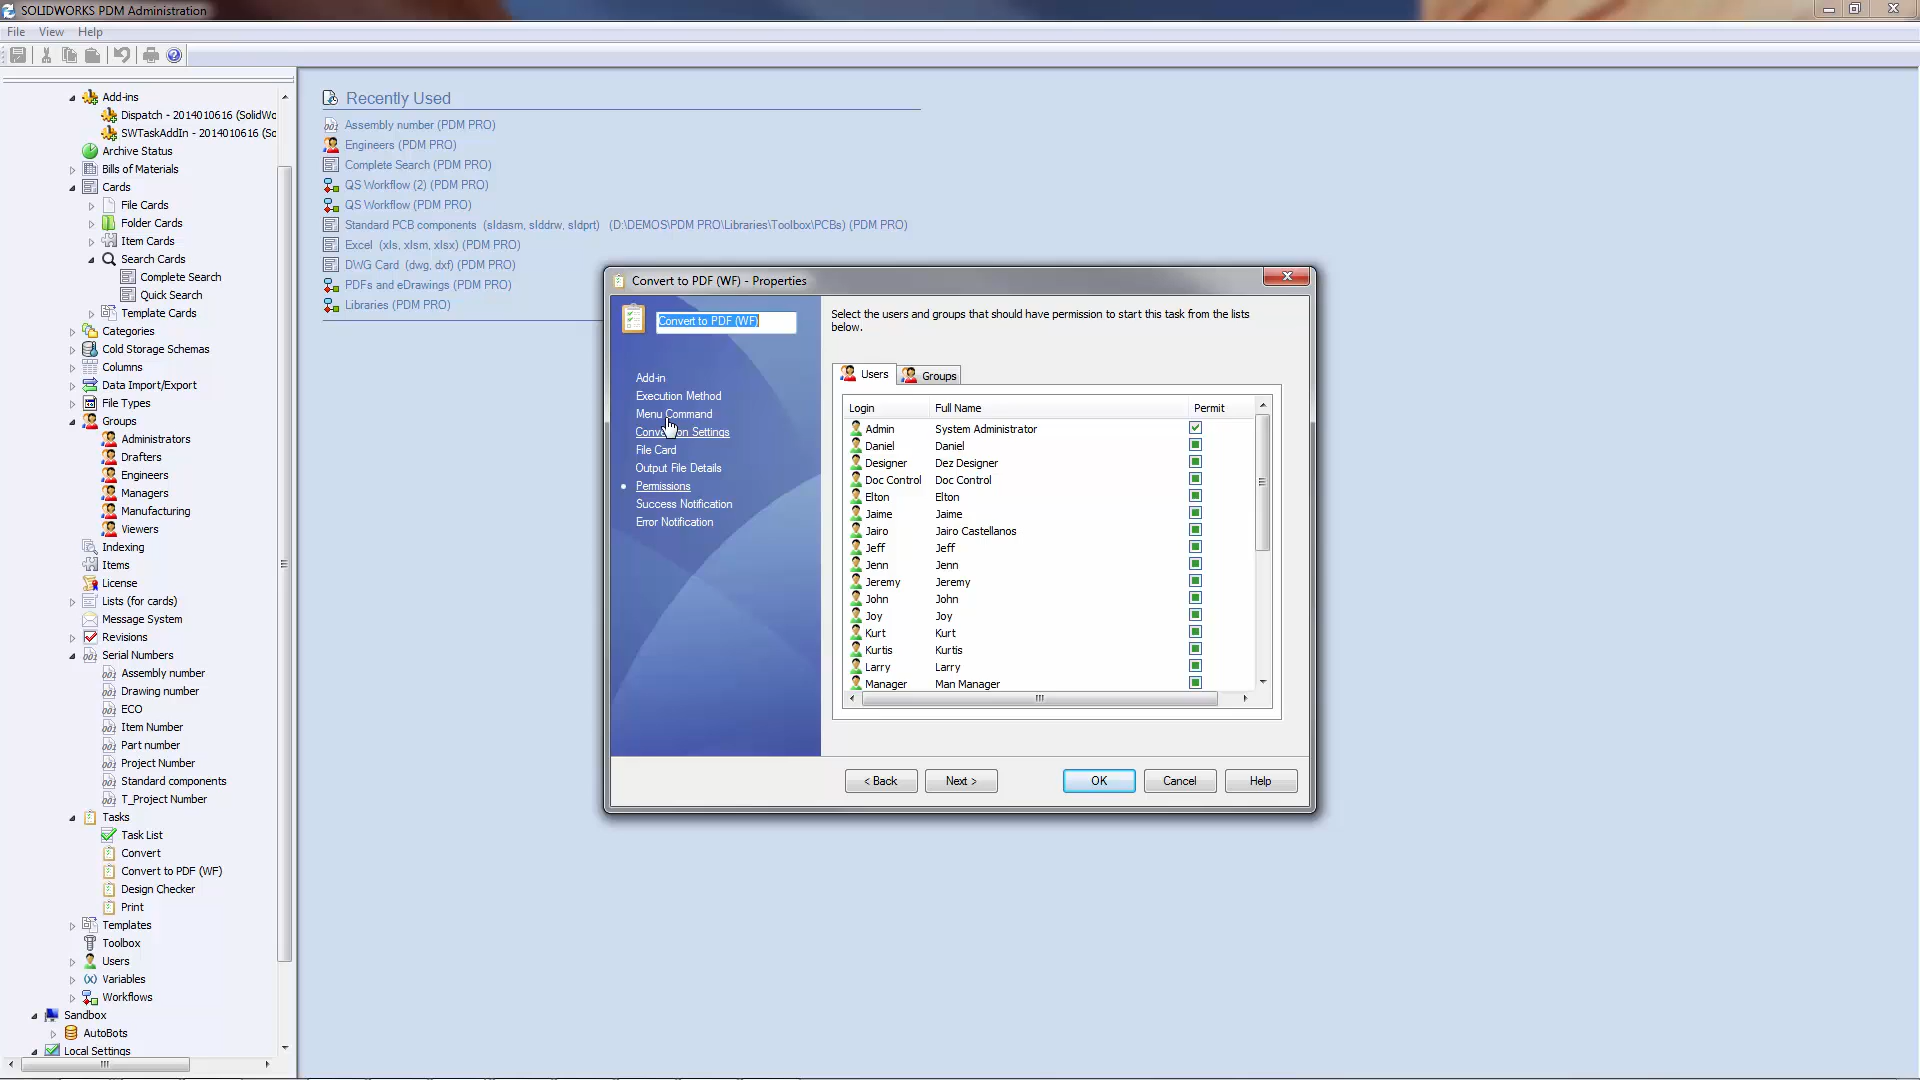 SOLIDWORKS PDM Administration
File View Help
Add-ins
Dispatch - 2014010616 (SolidWo
SWTaskAddIn - 2014010616 (So
Archive Status
Bills of Materials
Cards
File Cards
Folder Cards
Item Cards
Search Cards
Complete Search
Quick Search
Template Cards
Categories
Cold Storage Schemas
Columns
Data Import/Export
File Types
Groups
Administrators
Drafters
Engineers
Managers
Manufacturing
Viewers
Indexing
Items
License
Lists (for cards)
Message System
Revisions
Serial Numbers
Assembly number
Drawing number
ECO
Item Number
Part number
Project Number
Standard components
T_Project Number
Tasks
Task List
Convert
Convert to PDF (WF)
Design Checker
Print
Templates
Toolbox
Users
Variables
Workflows
Sandbox
AutoBots
Local Settings
Recently Used
Assembly number (PDM PRO)
Engineers (PDM PRO)
Complete Search (PDM PRO)
QS Workflow (2) (PDM PRO)
QS Workflow (PDM PRO)
Standard PCB components (sldasm, slddrw, sldprt) (D:\DEMOS\PDM PRO\Libraries\Toolbox\PCBs) (PDM PRO)
Excel (xls, xlsm, xlsx) (PDM PRO)
DWG Card (dwg, dxf) (PDM PRO)
PDFs and eDrawings (PDM PRO)
Libraries (PDM PRO)
Convert to PDF (WF) - Properties
Convert to PDF (WF)
Add-in
Execution Method
Menu Command
Conversion Settings
File Card
Output File Details
Permissions
Success Notification
Error Notification
Select the users and groups that should have permission to start this task from the lists
below.
Users Groups
Login Full Name Permit
Admin System Administrator
Daniel Daniel
Designer Dez Designer
Doc Control Doc Control
Elton Elton
Jaime Jaime
Jairo Jairo Castellanos
Jeff Jeff
Jenn Jenn
Jeremy Jeremy
John John
Joy Joy
Kurt Kurt
Kurtis Kurtis
Larry Larry
Manager Man Manager
< Back Next > OK Cancel Help